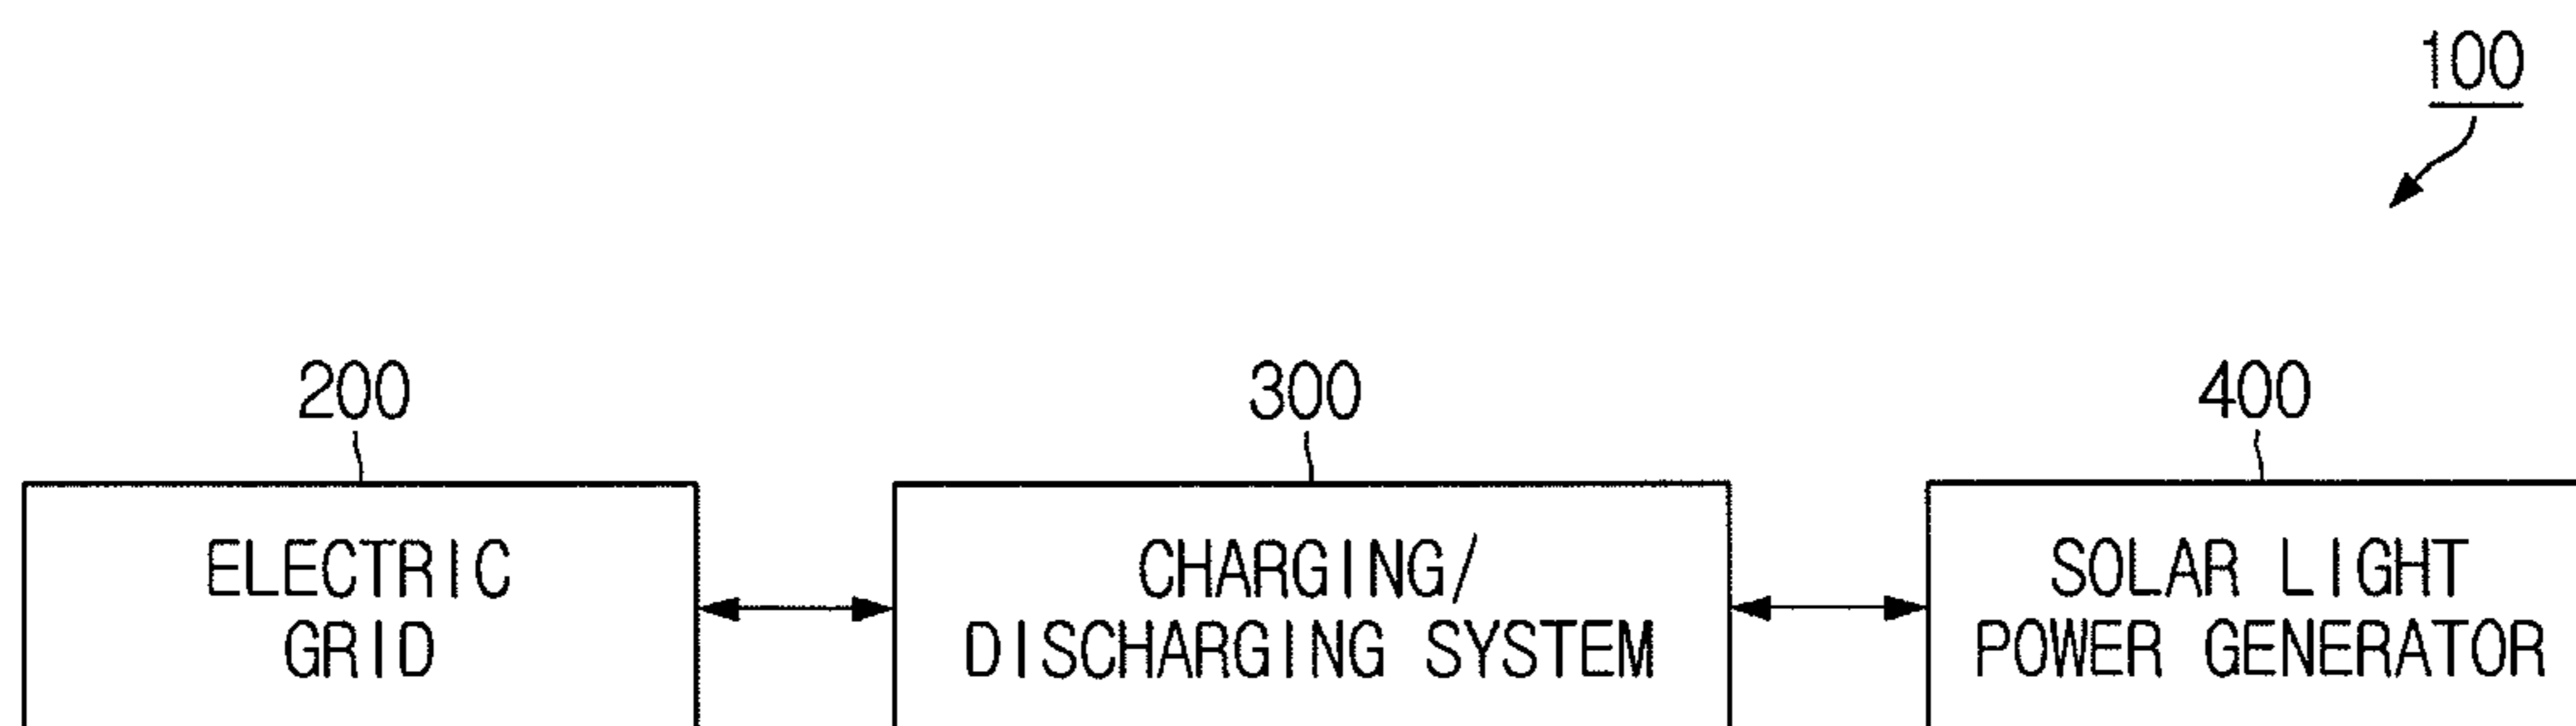 100
200
300
400
ELECTRIC
GRID
CHARGING/
DISCHARGING SYSTEM
SOLAR LIGHT
POWER GENERATOR